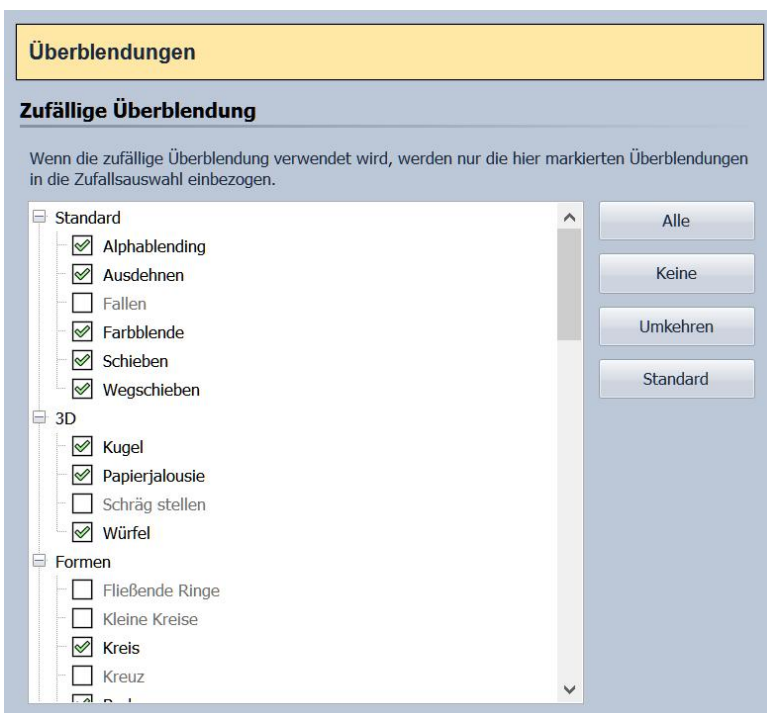 Überblendungen
Zufällige Überblendung
Wenn die zufällige Überblendung verwendet wird, werden nur die hier markierten Überblendungen
in die Zufallsauswahl einbezogen.
Standard
Alphablending
Ausdehnen
Fallen
Farbblende
Schieben
Wegschieben
3D
Kugel
Papierjalousie
Schräg stellen
Würfel
Formen
Fließende Ringe
Kleine Kreise
Kreis
Kreuz
Alle
Keine
Umkehren
Standard